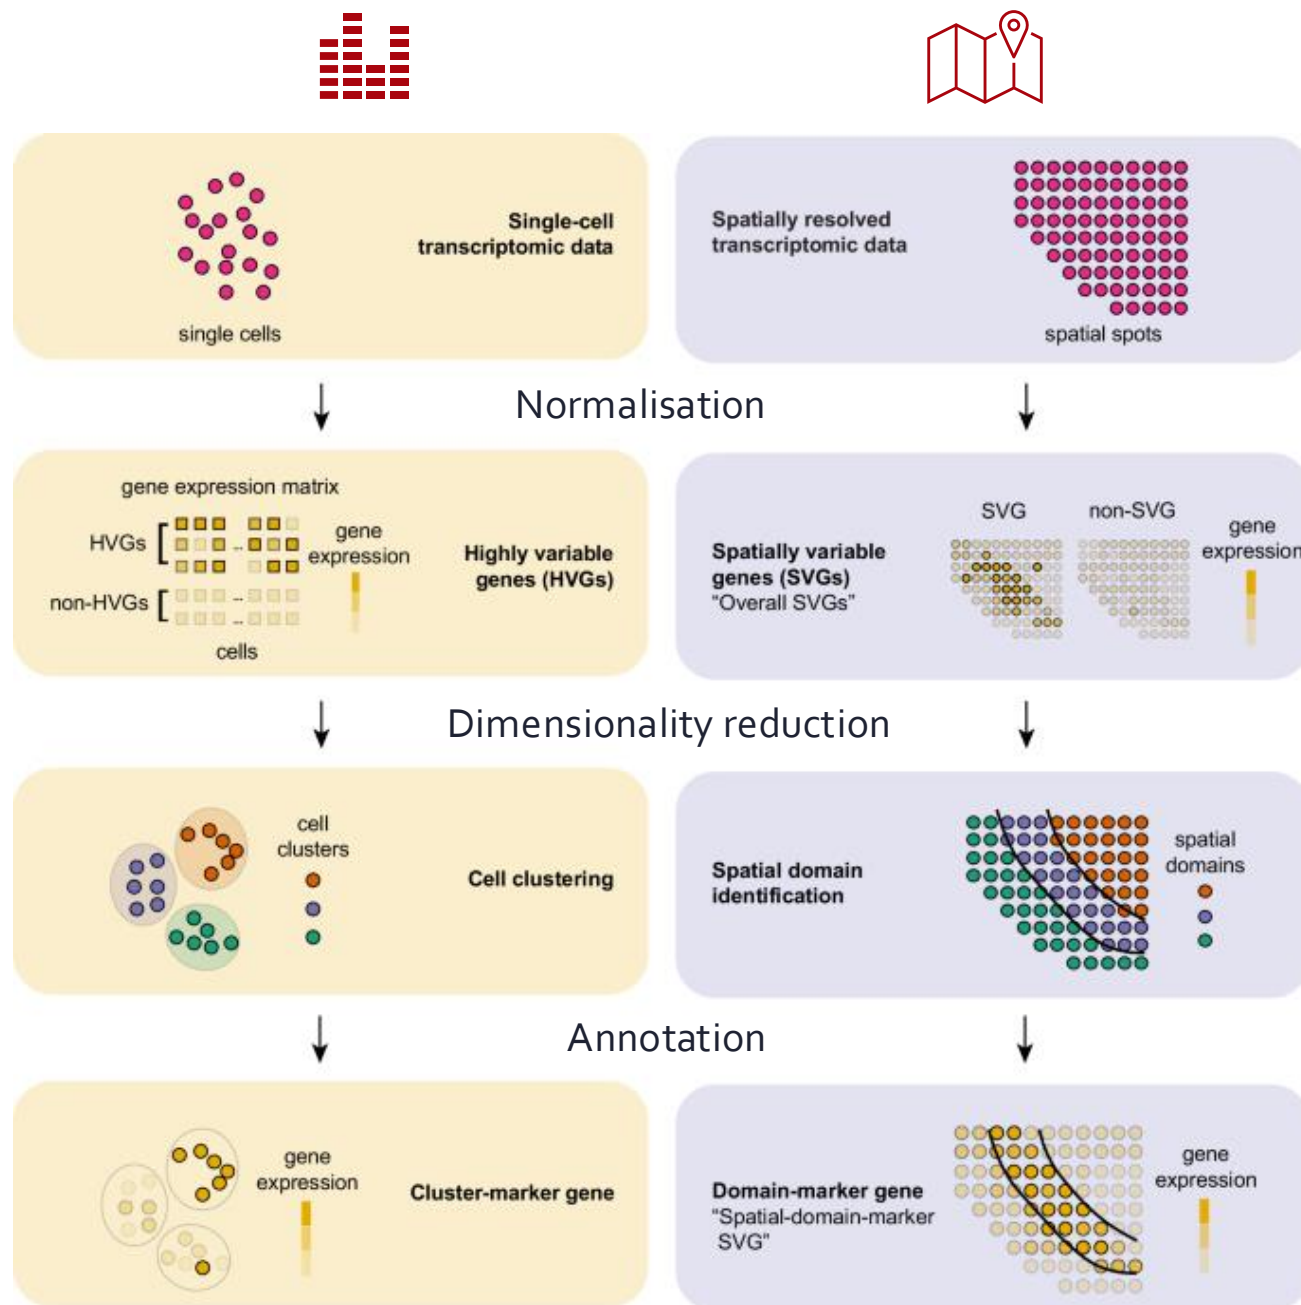 Single-cell
transcriptomic data
single cells
Spatially resolved
transcriptomic data
spatial spots
Normalisation
gene expression matrix
HVGs
non-HVGs
..
..
cells
gene
expression
Highly variable
genes (HVGs)
Spatially variable
genes (SVGs)
"Overall SVGs"
SVG
non-SVG
gene
expression
Dimensionality reduction
cell
clusters
Cell clustering
Spatial domain
identification
spatial
domains
Annotation
gene
expression
Cluster-marker gene
Domain-marker gene
"Spatial-domain-marker
SVG"
gene
expression